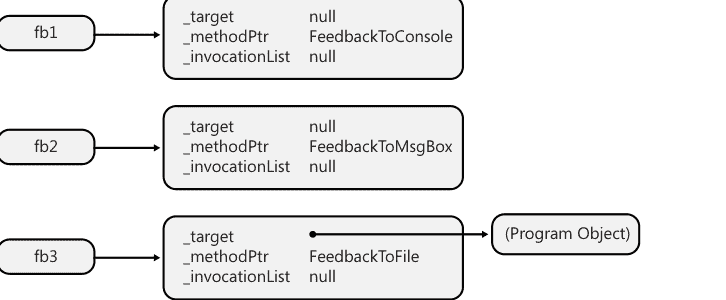 fb1
_target null
_methodPtr FeedbackToConsole
_invocationList null
fb2
_target null
_methodPtr FeedbackToMsgBox
_invocationList null
fb3
_target
_methodPtr FeedbackToFile
_invocationList null
(Program Object)